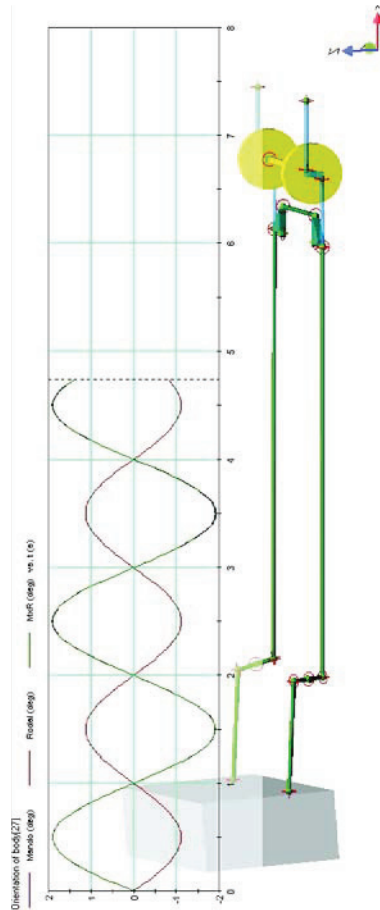 Orientation of body[27]
Mando (deg) Rodal (deg) MxR (deg) vs. t (s)
2
1
0
-1
-2
0 1 2 3 4 5 6 7 8